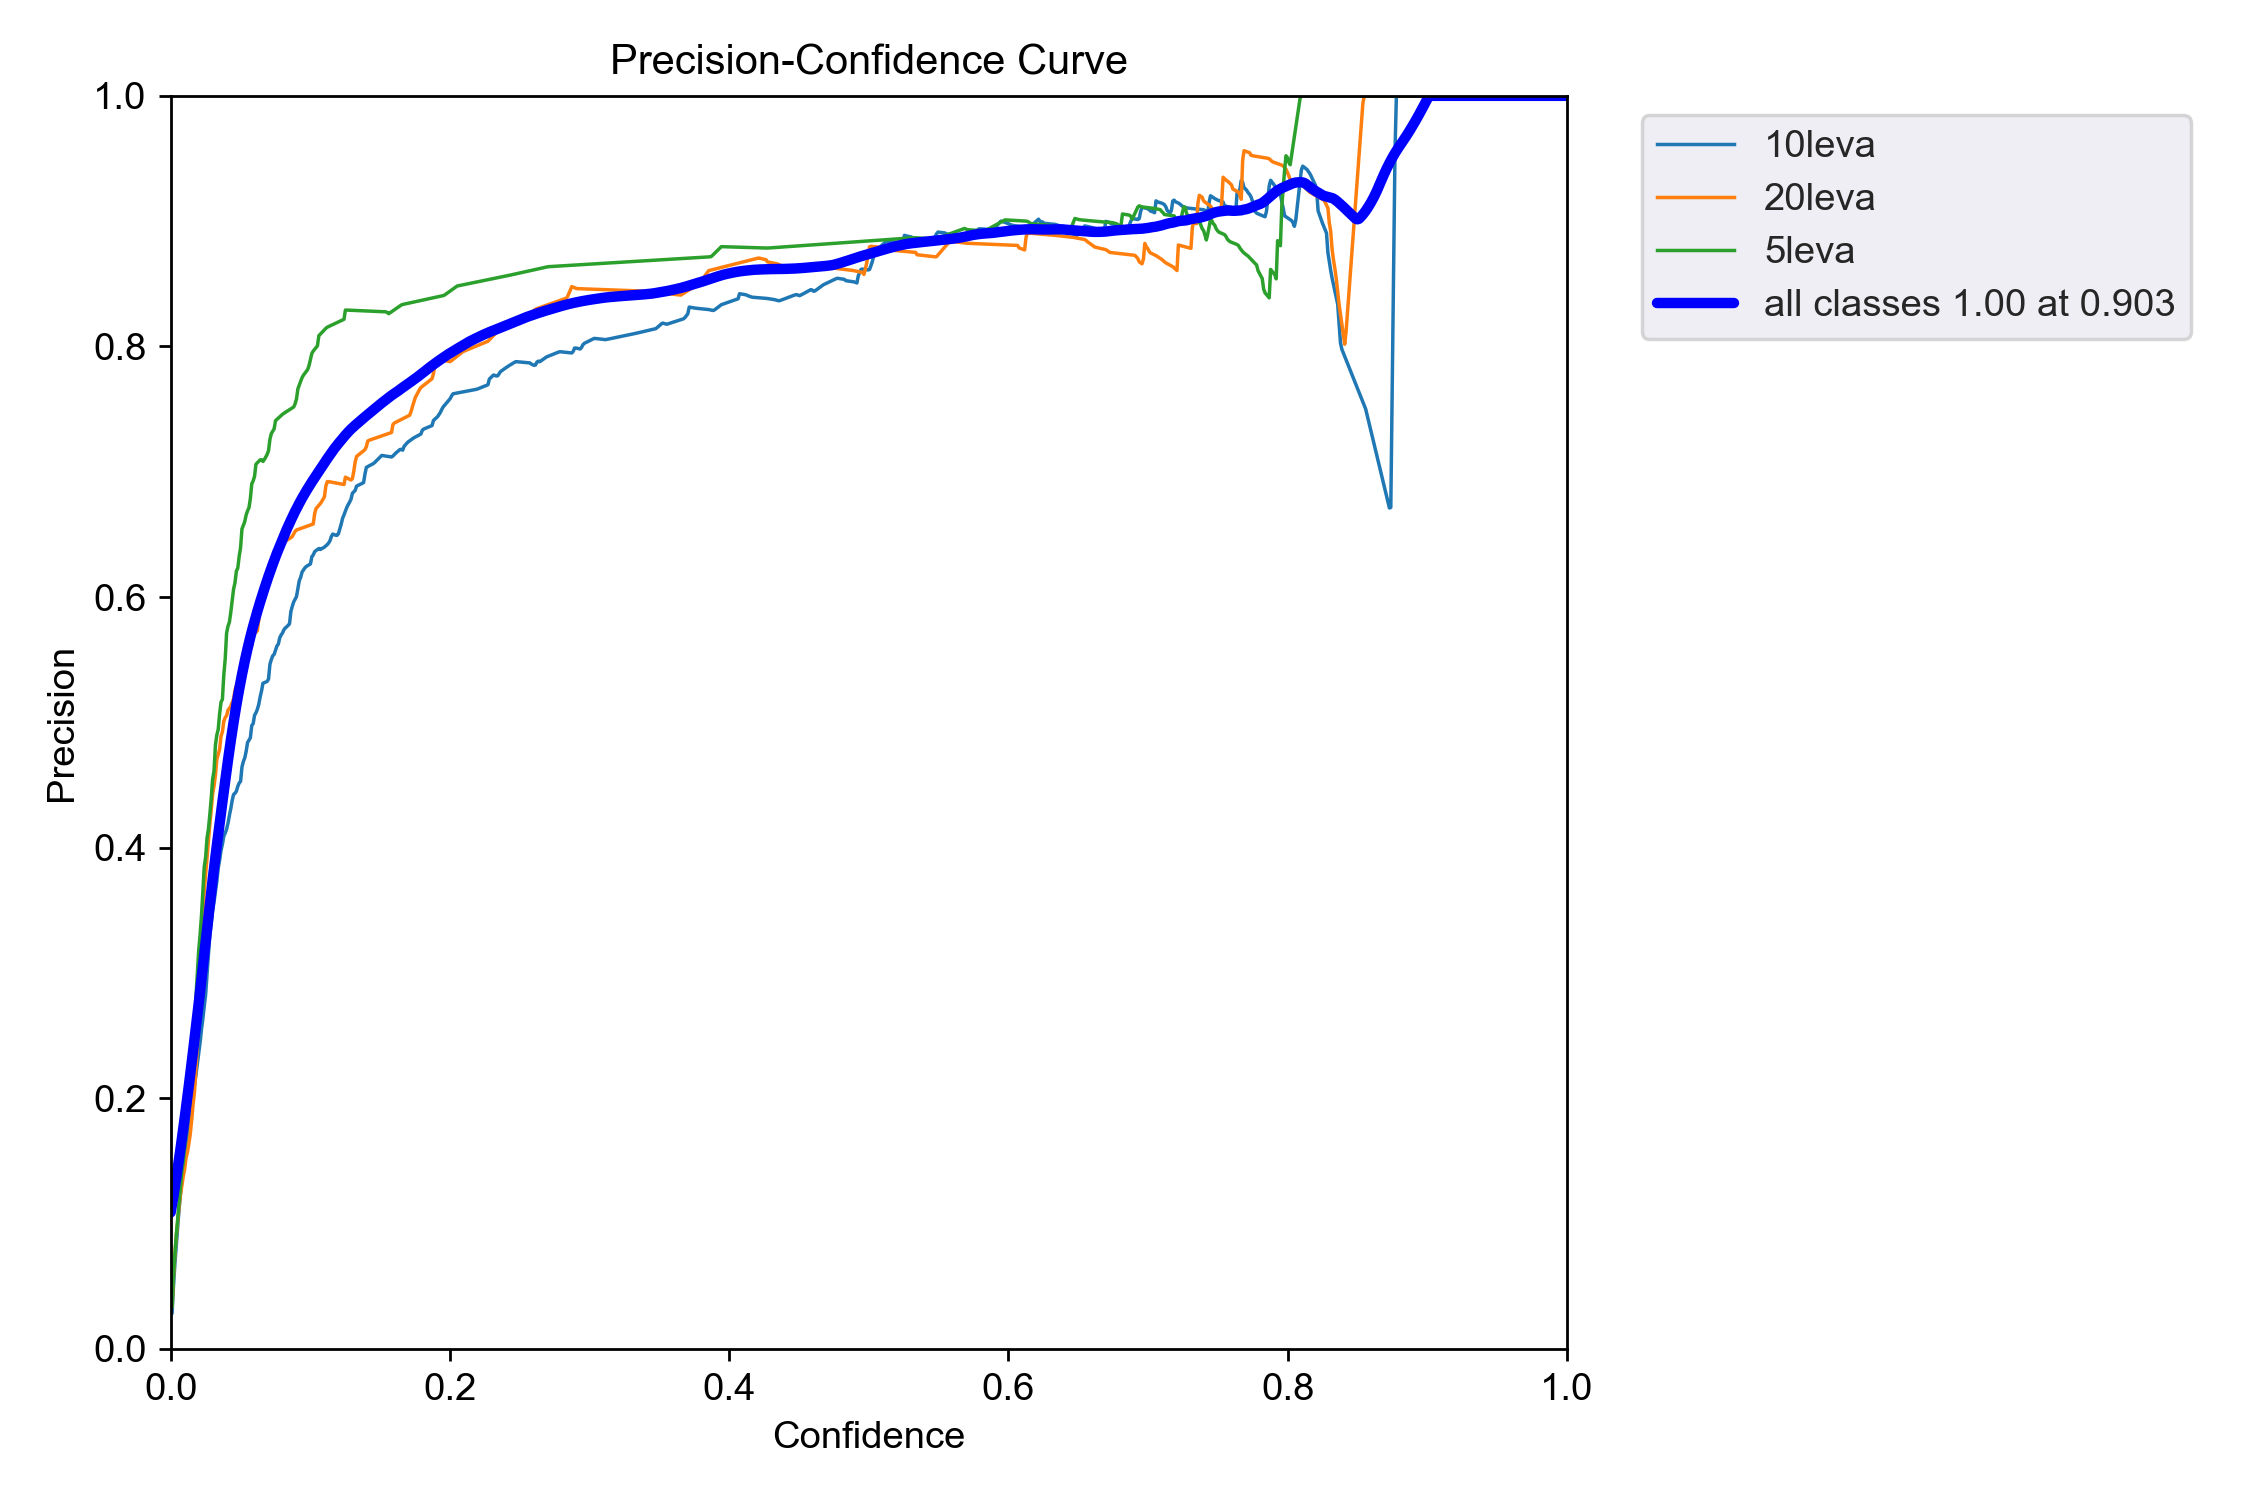 Precision-Confidence Curve
1.0
0.8
0.6
0.4
0.2
0.0
Precision
0.0 0.2 0.4 0.6 0.8 1.0
Confidence
10leva
20leva
5leva
all classes 1.00 at 0.903